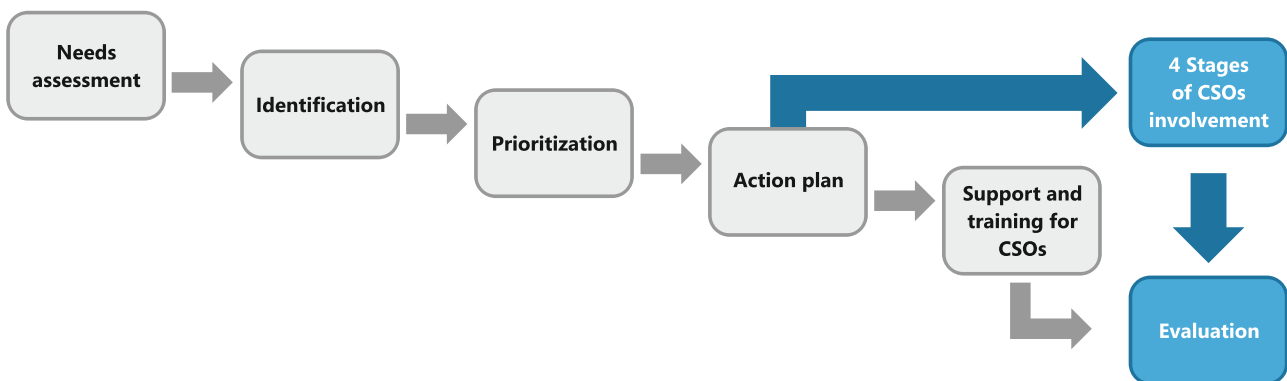 Needs
assessment
Identification
Prioritization
Action plan
Support and
training for
CSOs
4 Stages
of CSOs
involvement
Evaluation